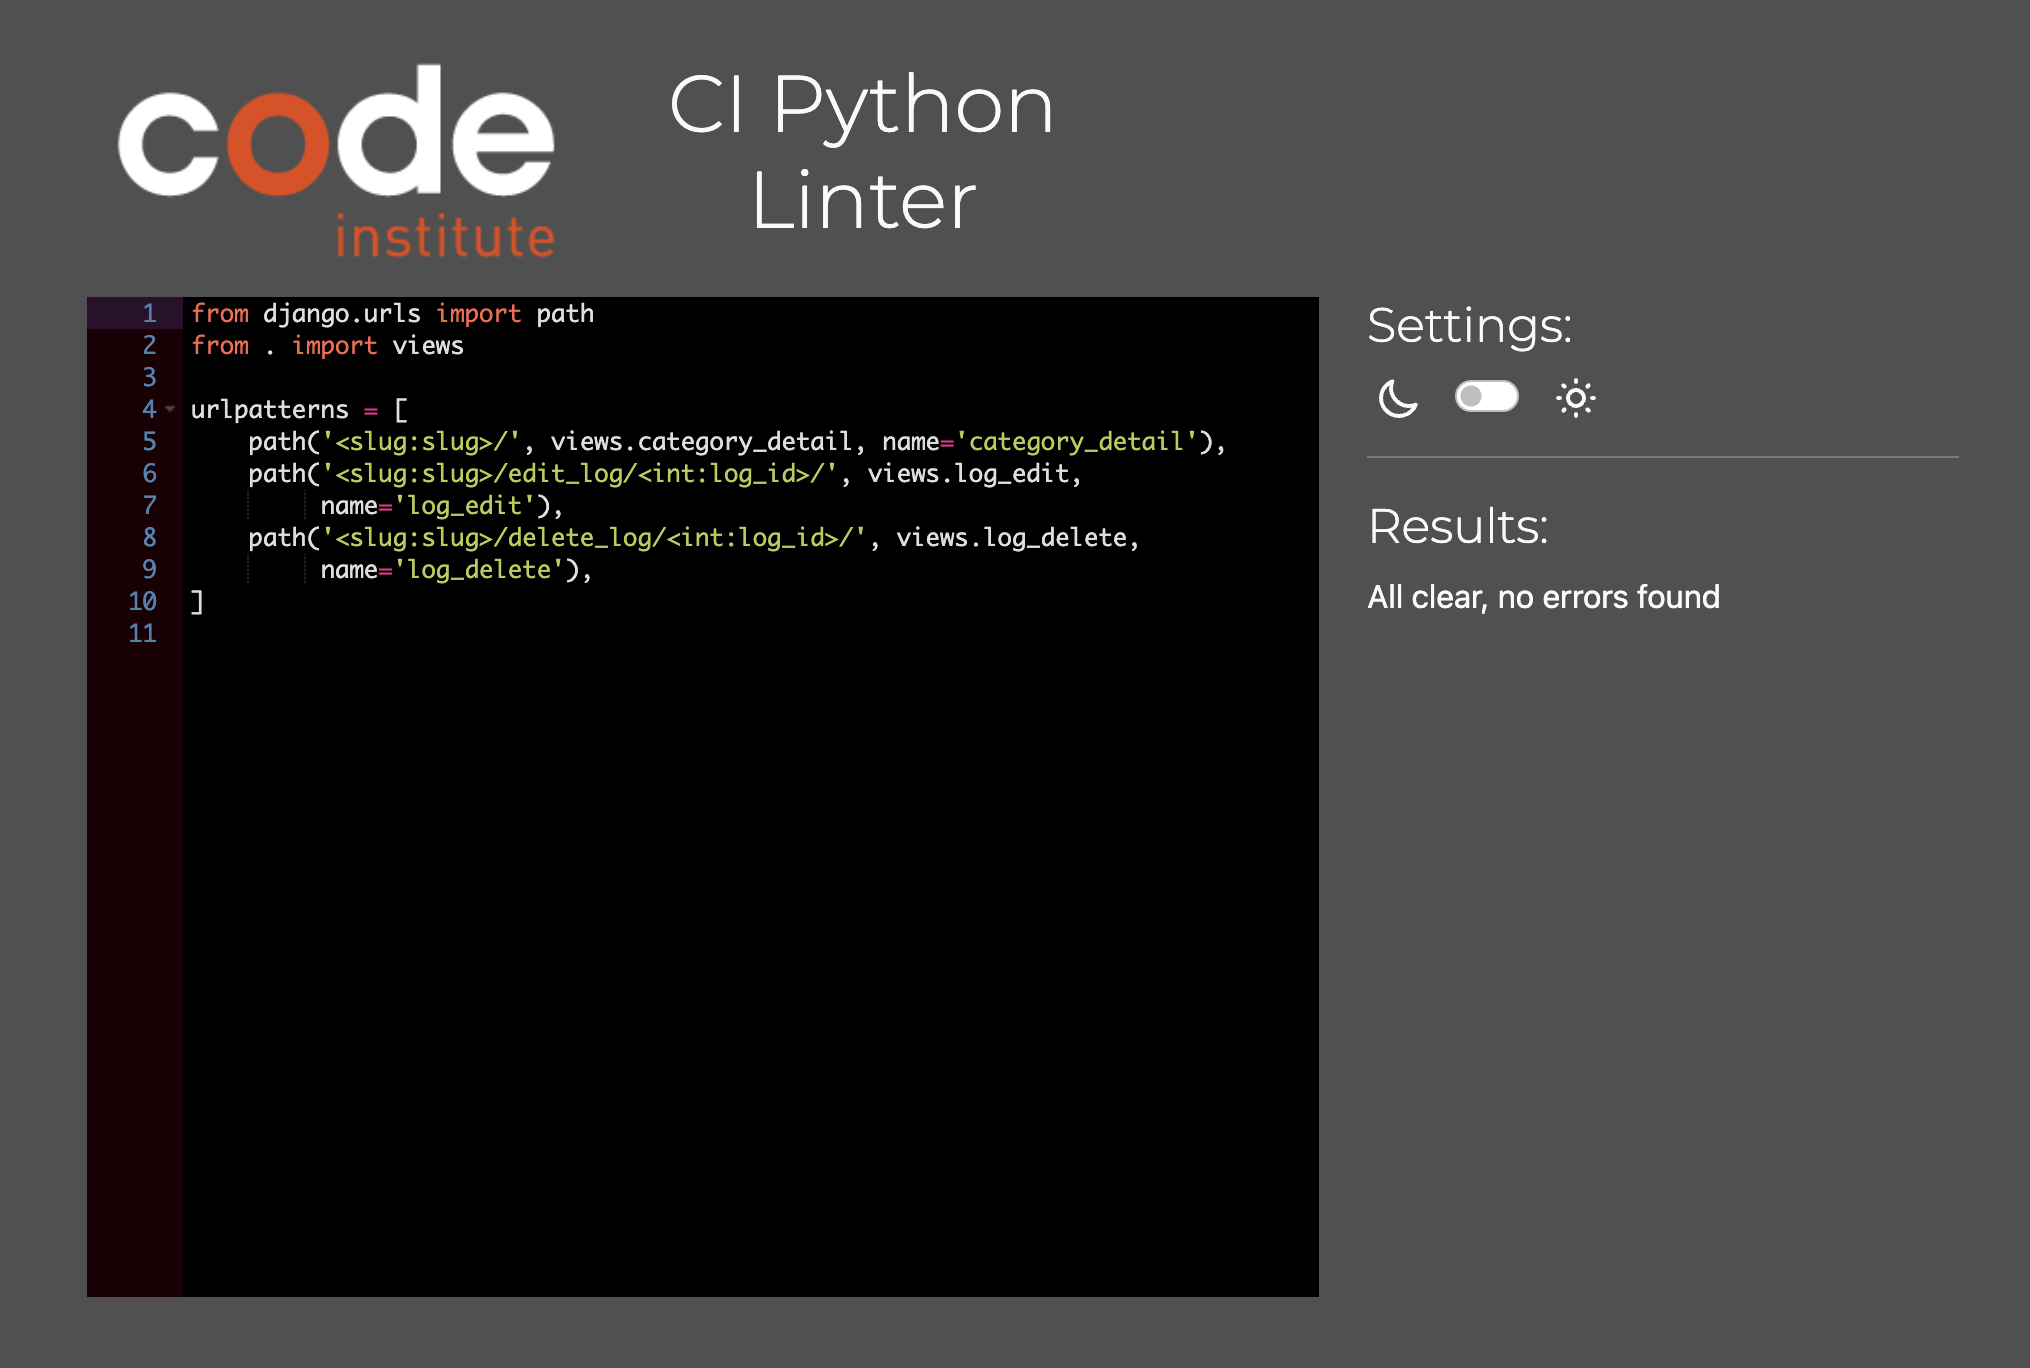 code
institute
CI Python
Linter
1 from django.urls import path
2 from . import views
3
4 urlpatterns = [
5     path('<slug:slug>/', views.category_detail, name='category_detail'),
6     path('<slug:slug>/edit_log/<int:log_id>/', views.log_edit,
7          name='log_edit'),
8     path('<slug:slug>/delete_log/<int:log_id>/', views.log_delete,
9          name='log_delete'),
10 ]
11
Settings:
Results:
All clear, no errors found